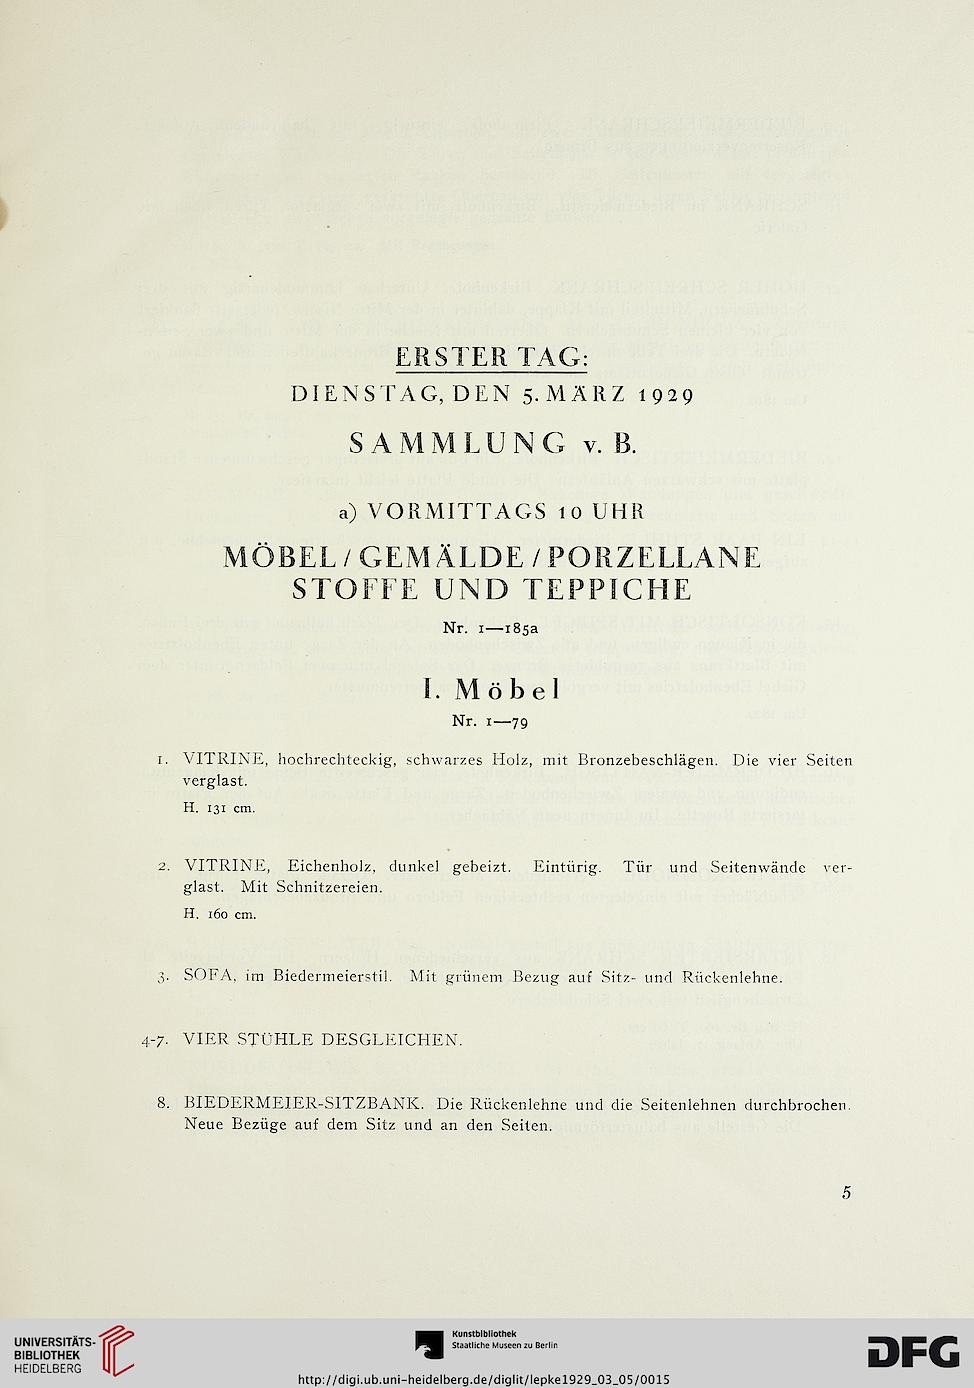 ERSTER TAG:
DIENSTAG, DEN 5. MÄRZ 1929
SAMMLUNG v. B.
a) VORMITTAGS 10 UHR
MÖBEL / GEMÄLDE / PORZELLANE
STOFFE UND TEPPICHE
Nr. 1—185a
I. Möbel
Nr. 1—79
1. VITRINE, hochrechteckig, schwarzes Holz, mit Bronzebeschlägen. Die vier Seiten
verglast.
H. 131 cm.
2. VITRINE, Eichenholz, dunkel gebeizt. Eintürig. Tür und Seitenwände ver-
glast. Mit Schnitzereien.
H. 160 cm.
3. SOFA, im Biedermeierstil. Mit grünem Bezug auf Sitz- und Rückenlehne.
4-7. VIER STÜHLE DESGLEICHEN.
8. BIEDERMEIER-SITZBANK. Die Rückenlehne und die Seitenlehnen durchbrochen.
Neue Bezüge auf dem Sitz und an den Seiten.
5
UNIVERSITÄTS-
BIBLIOTHEK
HEIDELBERG
Kunstbibliothek
Staatliche Museen zu Berlin
DFG
http://digi.ub.uni-heidelberg.de/diglit/lepke1929_03_05/0015